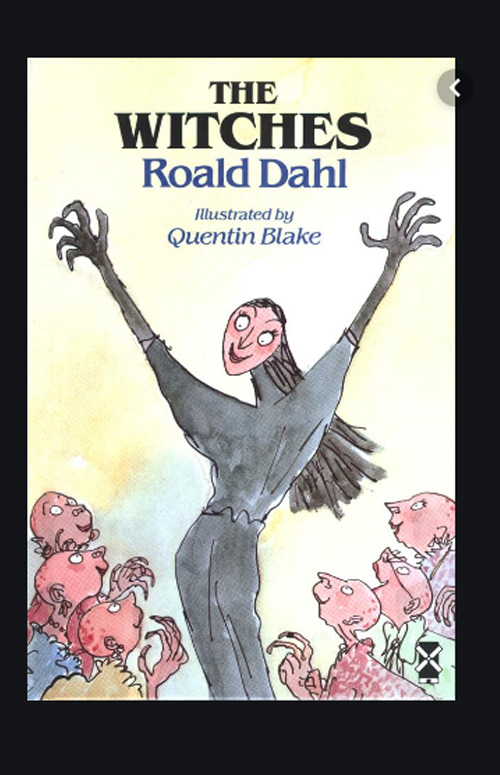 THE
WITCHES
Roald Dahl
Illustrated by
Quentin Blake